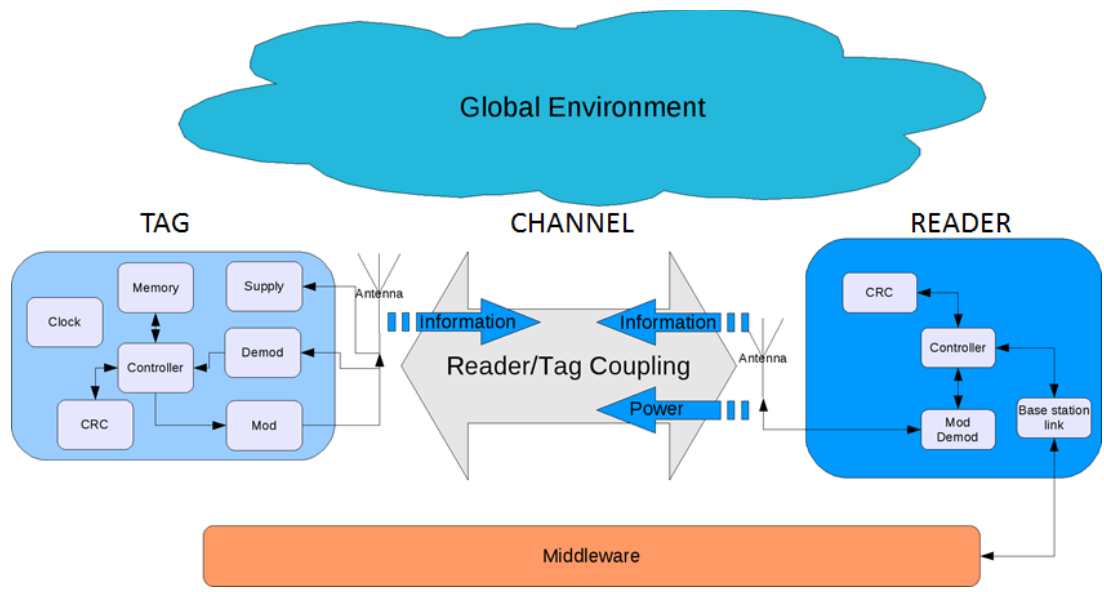 Global Environment
TAG
CHANNEL
READER
Memory
Supply
Clock
Controller
Demod
CRC
Mod
Antenna
Information
Information
Reader/Tag Coupling
Power
Antenna
CRC
Controller
Mod
Demod
Base station
link
Middleware